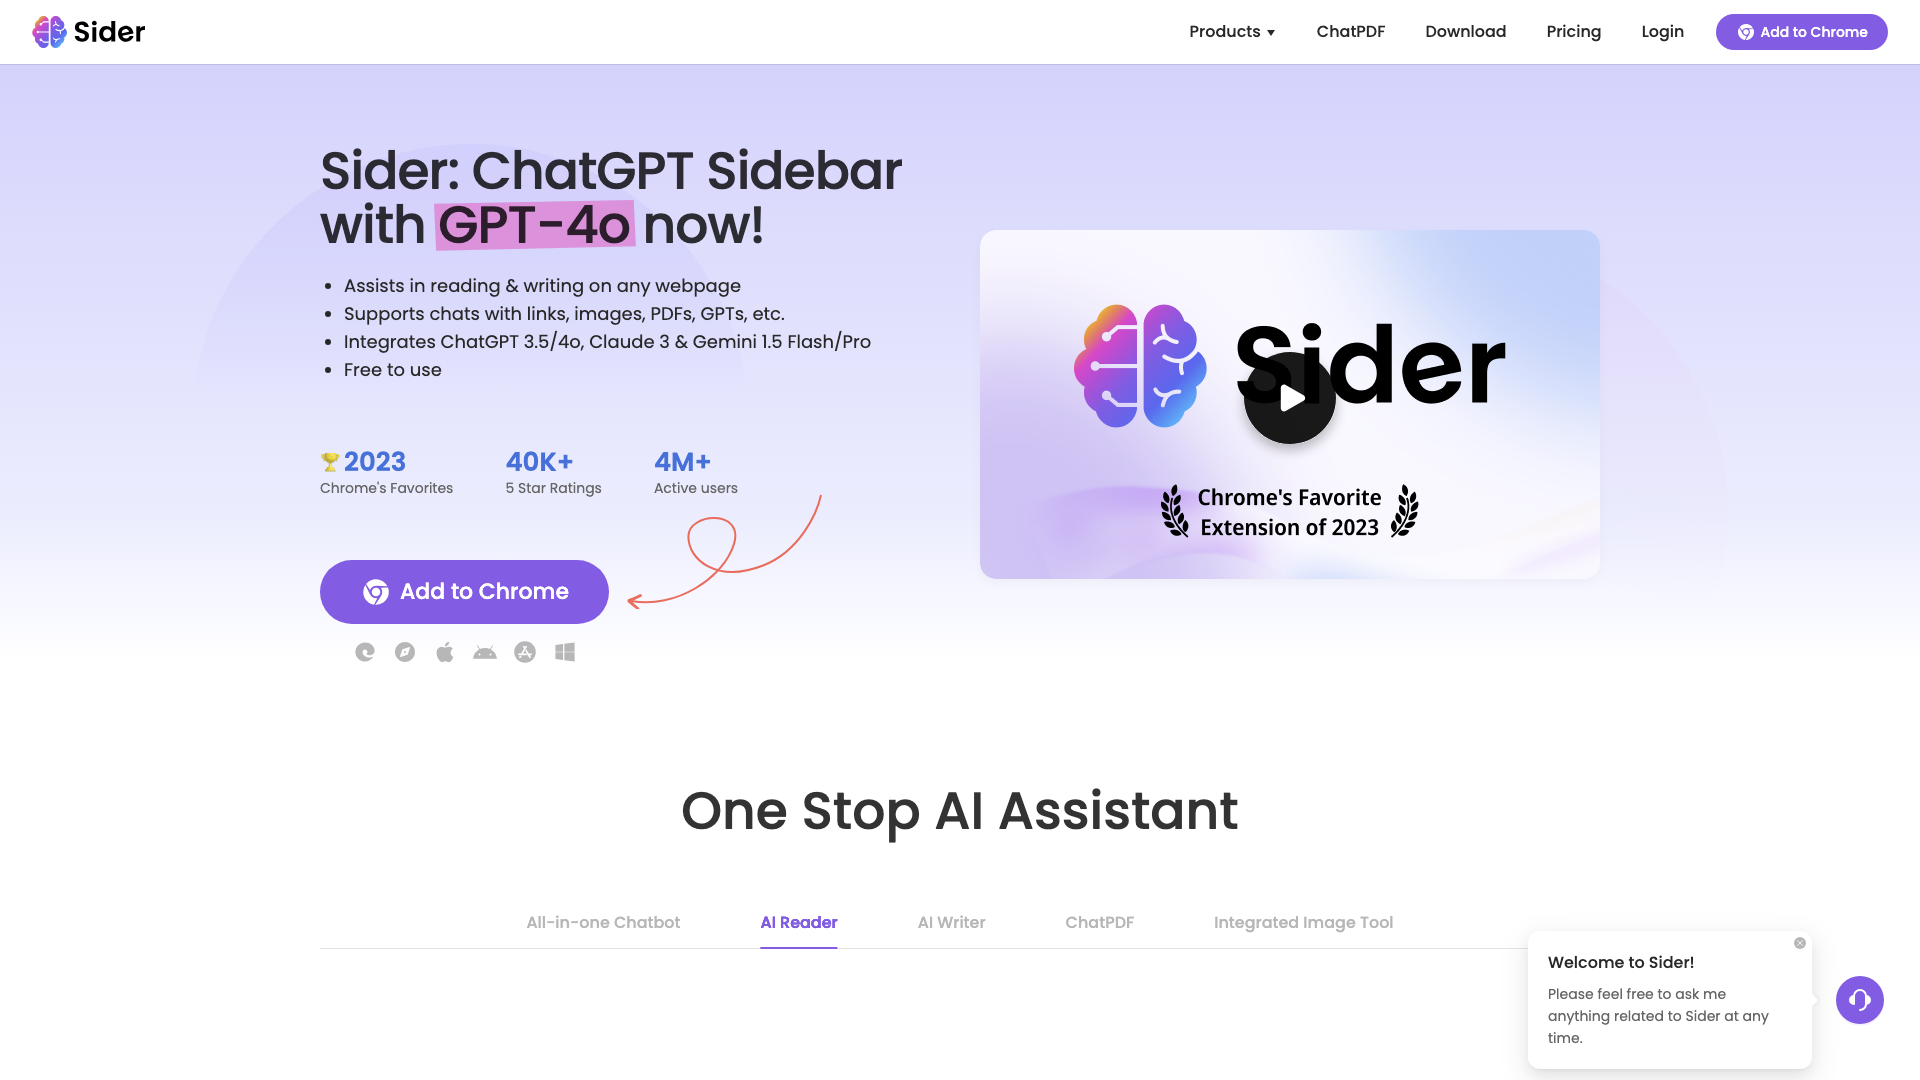 Sider
Products
ChatPDF
Download
Pricing
Login
Add to Chrome
Sider: ChatGPT Sidebar
with GPT-4o now!
Assists in reading & writing on any webpage
Supports chats with links, images, PDFs, GPTs, etc.
Integrates ChatGPT 3.5/4o, Claude 3 & Gemini 1.5 Flash/Pro
Free to use
2023
Chrome's Favorites
40K+
5 Star Ratings
4M+
Active users
Add to Chrome
Sider
Chrome's Favorite
Extension of 2023
One Stop AI Assistant
All-in-one Chatbot
AI Reader
AI Writer
ChatPDF
Integrated Image Tool
Welcome to Sider!
Please feel free to ask me
anything related to Sider at any
time.